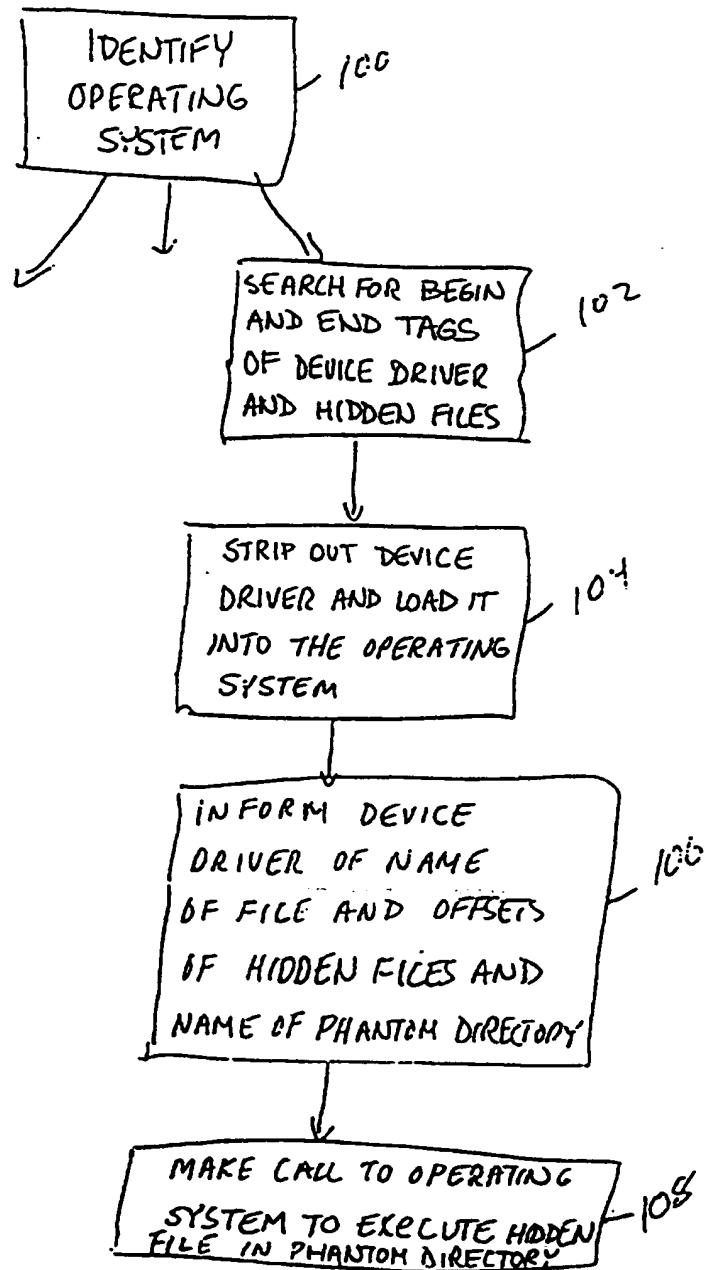 IDENTIFY
OPERATING
SYSTEM
100
SEARCH FOR BEGIN
AND END TAGS
OF DEVICE DRIVER
AND HIDDEN FILES
102
STRIP OUT DEVICE
DRIVER AND LOAD IT
INTO THE OPERATING
SYSTEM
104
INFORM DEVICE
DRIVER OF NAME
OF FILE AND OFFSETS
OF HIDDEN FILES AND
NAME OF PHANTOM DIRECTORY
106
MAKE CALL TO OPERATING
SYSTEM TO EXECUTE HIDDEN
FILE IN PHANTOM DIRECTORY
108